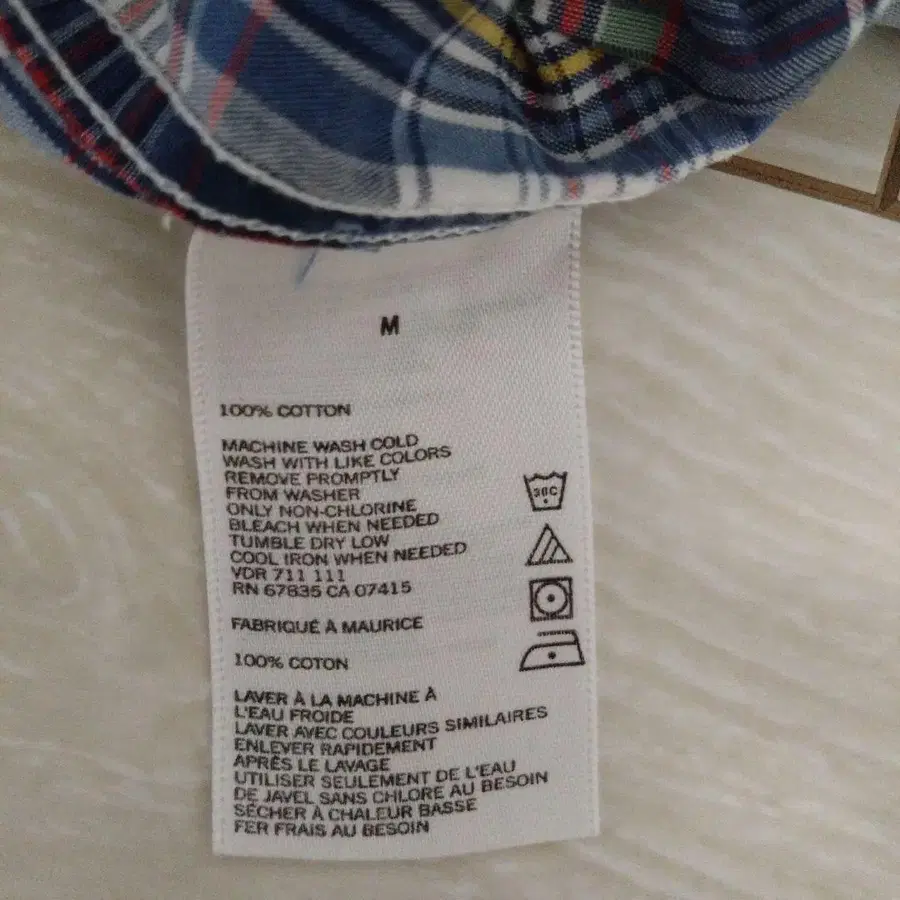 M
100% COTTON
MACHINE WASH COLD
WASH WITH LIKE COLORS
REMOVE PROMPTLY
FROM WASHER
ONLY NON-CHLORINE
BLEACH WHEN NEEDED
TUMBLE DRY LOW
COOL IRON WHEN NEEDED
VDR 711 111
RN 67835 CA 07415
30C
FABRIQUÉ À MAURICE
100% COTON
LAVER À LA MACHINE À
L'EAU FROIDE
LAVER AVEC COULEURS SIMILAIRES
ENLEVER RAPIDEMENT
APRÈS LE LAVAGE
UTILISER SEULEMENT DE L'EAU
DE JAVEL SANS CHLORE AU BESOIN
SÉCHER À CHALEUR BASSE
FER FRAIS AU BESOIN